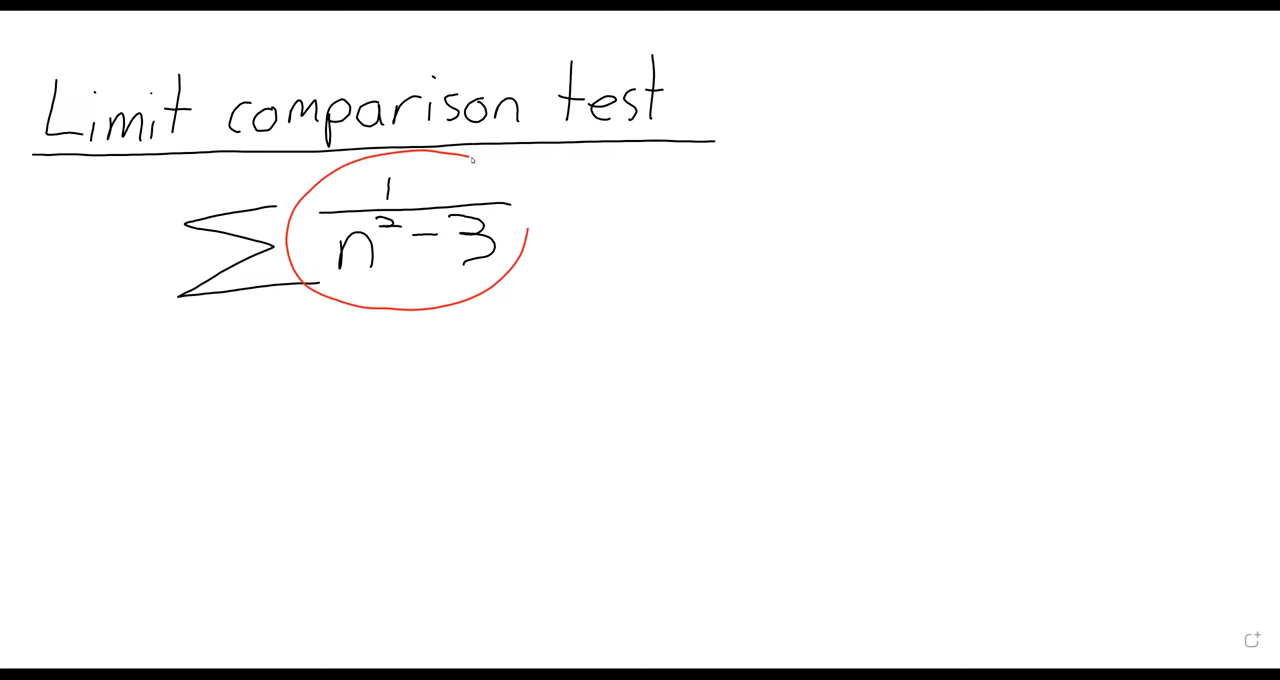 Limit comparison test
∑ 1/(n² - 3)